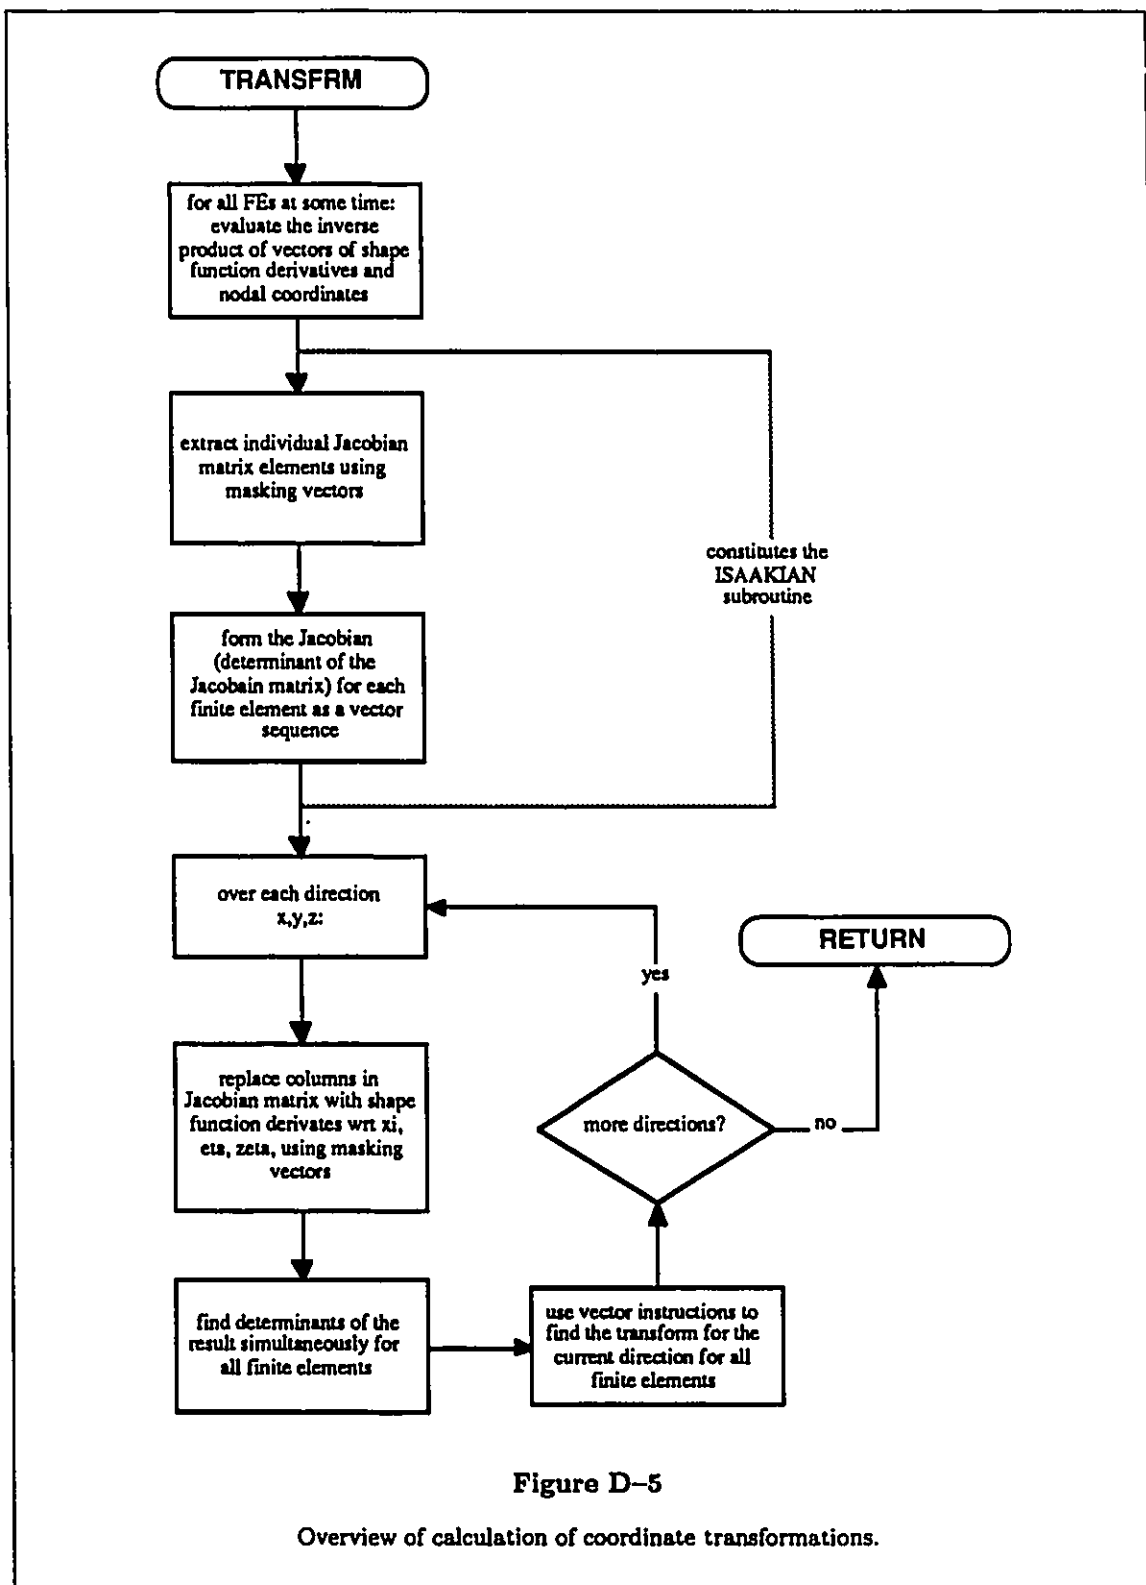 TRANSFRM
for all FEs at some time:
evaluate the inverse
product of vectors of shape
function derivatives and
nodal coordinates
extract individual Jacobian
matrix elements using
masking vectors
constitutes the
ISAAKIAN
subroutine
form the Jacobian
(determinant of the
Jacobain matrix) for each
finite element as a vector
sequence
over each direction
x,y,z:
RETURN
yes
replace columns in
Jacobian matrix with shape
function derivates wrt xi,
eta, zeta, using masking
vectors
more directions?
no
find determinants of the
result simultaneously for
all finite elements
use vector instructions to
find the transform for the
current direction for all
finite elements
Figure D–5
Overview of calculation of coordinate transformations.